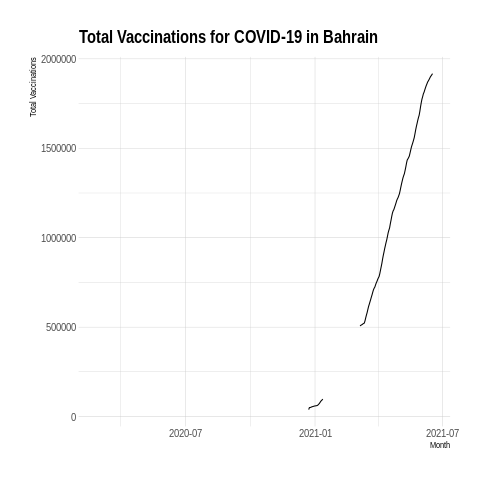 Total Vaccinations for COVID-19 in Bahrain
Total Vaccinations
2000000
1500000
1000000
500000
0
2020-07
2021-01
2021-07
Month